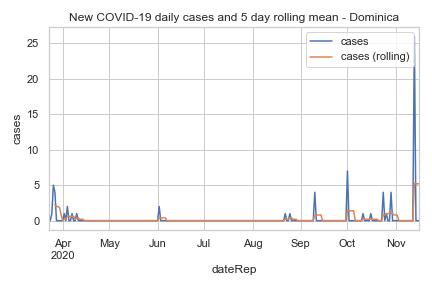 New COVID-19 daily cases and 5 day rolling mean - Dominica
cases
cases (rolling)
25
20
15
10
5
0
cases
Apr May Jun Jul Aug Sep Oct Nov
2020
dateRep